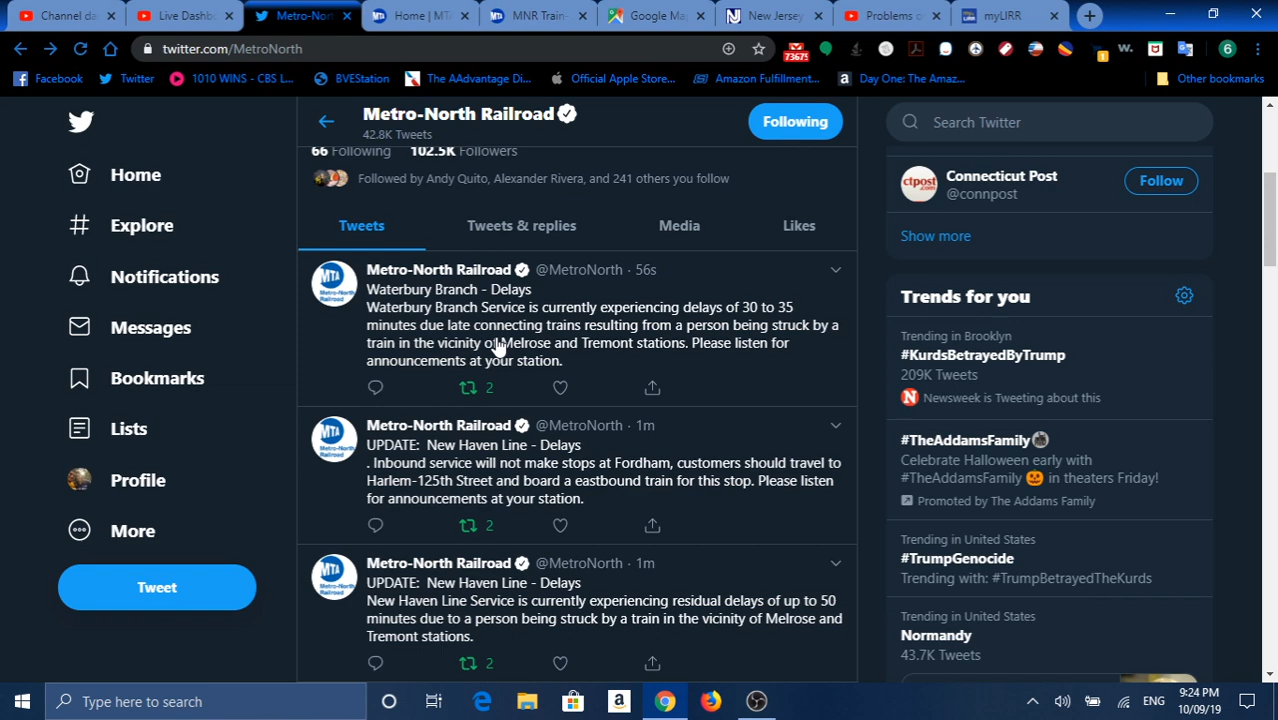 Channel da
Live Dashb
Metro-Nor
Home | MTA
MNR Train-
Google Ma
New Jersey
Problems o
myLIRR
twitter.com/MetroNorth
73675
6
1
Facebook
Twitter
1010 WINS - CBS L...
BVEStation
The AAdvantage Di...
Official Apple Store...
Amazon Fulfillment...
Day One: The Amaz...
Other bookmarks
Metro-North Railroad
42.8K Tweets
Following
66 Following 102.5K Followers
Followed by Andy Quito, Alexander Rivera, and 241 others you follow
Tweets
Tweets & replies
Media
Likes
Home
Explore
Notifications
Messages
Bookmarks
Lists
Profile
More
Tweet
MTA
Metro-North Railroad @MetroNorth · 56s
Waterbury Branch - Delays
Waterbury Branch Service is currently experiencing delays of 30 to 35
minutes due late connecting trains resulting from a person being struck by a
train in the vicinity of Melrose and Tremont stations. Please listen for
announcements at your station.
2
MTA
Metro-North Railroad @MetroNorth · 1m
UPDATE: New Haven Line - Delays
. Inbound service will not make stops at Fordham, customers should travel to
Harlem-125th Street and board a eastbound train for this stop. Please listen
for announcements at your station.
2
MTA
Metro-North Railroad @MetroNorth · 1m
UPDATE: New Haven Line - Delays
New Haven Line Service is currently experiencing residual delays of up to 50
minutes due to a person being struck by a train in the vicinity of Melrose and
Tremont stations.
2
Search Twitter
ctpost
Connecticut Post
@connpost
Follow
Show more
Trends for you
Trending in Brooklyn
#KurdsBetrayedByTrump
209K Tweets
Newsweek is Tweeting about this
#TheAddamsFamily
Celebrate Halloween early with
#TheAddamsFamily 🎃 in theaters Friday!
Promoted by The Addams Family
Trending in United States
#TrumpGenocide
Trending with: #TrumpBetrayedTheKurds
Trending in United States
Normandy
43.7K Tweets
Type here to search
ENG
9:24 PM
10/09/19